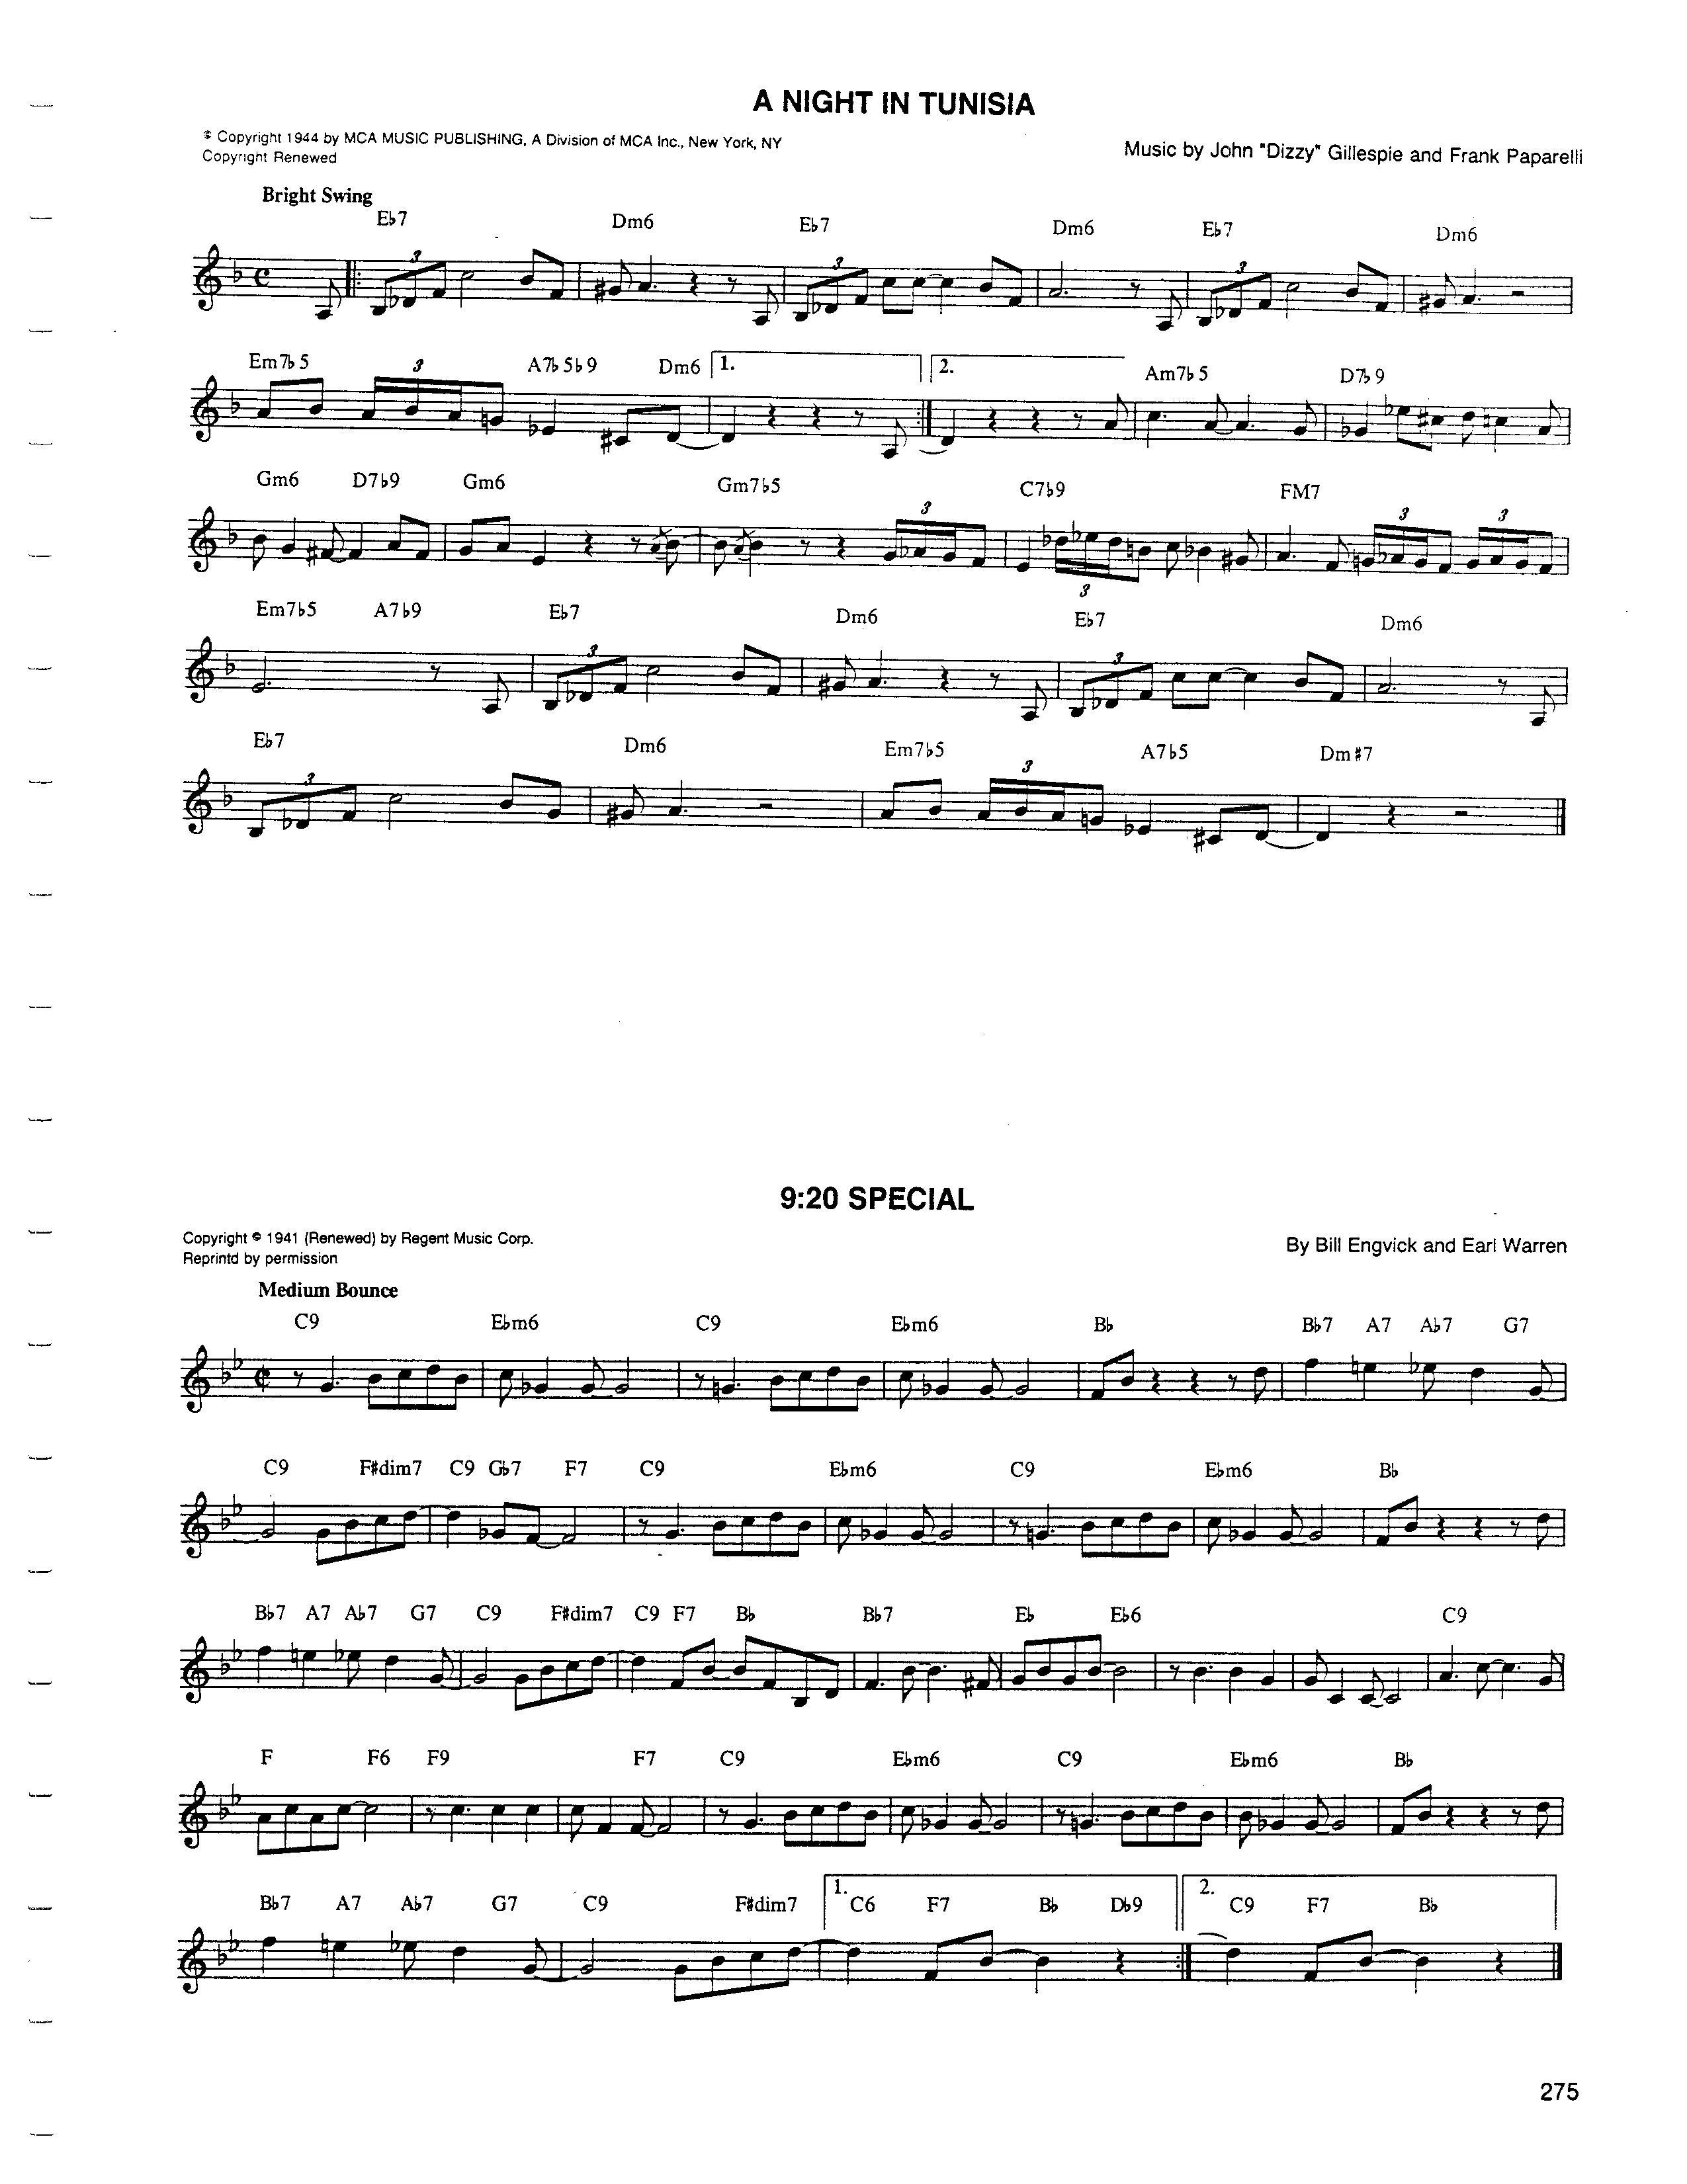 A NIGHT IN TUNISIA
© Copyright 1944 by MCA MUSIC PUBLISHING, A Division of MCA Inc., New York, NY
Copyright Renewed
Music by John "Dizzy" Gillespie and Frank Paparelli
Bright Swing
E♭7 Dm6 E♭7 Dm6 E♭7 Dm6
3 3 3
Em7♭5 3 A7♭5♭9 Dm6 1. 2. Am7♭5 D7♭9
Gm6 D7♭9 Gm6 Gm7♭5 C7♭9 FM7
3 3 3 3
Em7♭5 A7♭9 E♭7 Dm6 E♭7 Dm6
3 3
E♭7 Dm6 Em7♭5 A7♭5 Dm#7
3 3
9:20 SPECIAL
Copyright © 1941 (Renewed) by Regent Music Corp.
Reprintd by permission
By Bill Engvick and Earl Warren
Medium Bounce
C9 E♭m6 C9 E♭m6 B♭ B♭7 A7 A♭7 G7
C9 F#dim7 C9 G♭7 F7 C9 E♭m6 C9 E♭m6 B♭
B♭7 A7 A♭7 G7 C9 F#dim7 C9 F7 B♭ B♭7 E♭ E♭6 C9
F F6 F9 F7 C9 E♭m6 C9 E♭m6 B♭
B♭7 A7 A♭7 G7 C9 F#dim7 1. C6 F7 B♭ D♭9 2. C9 F7 B♭
275